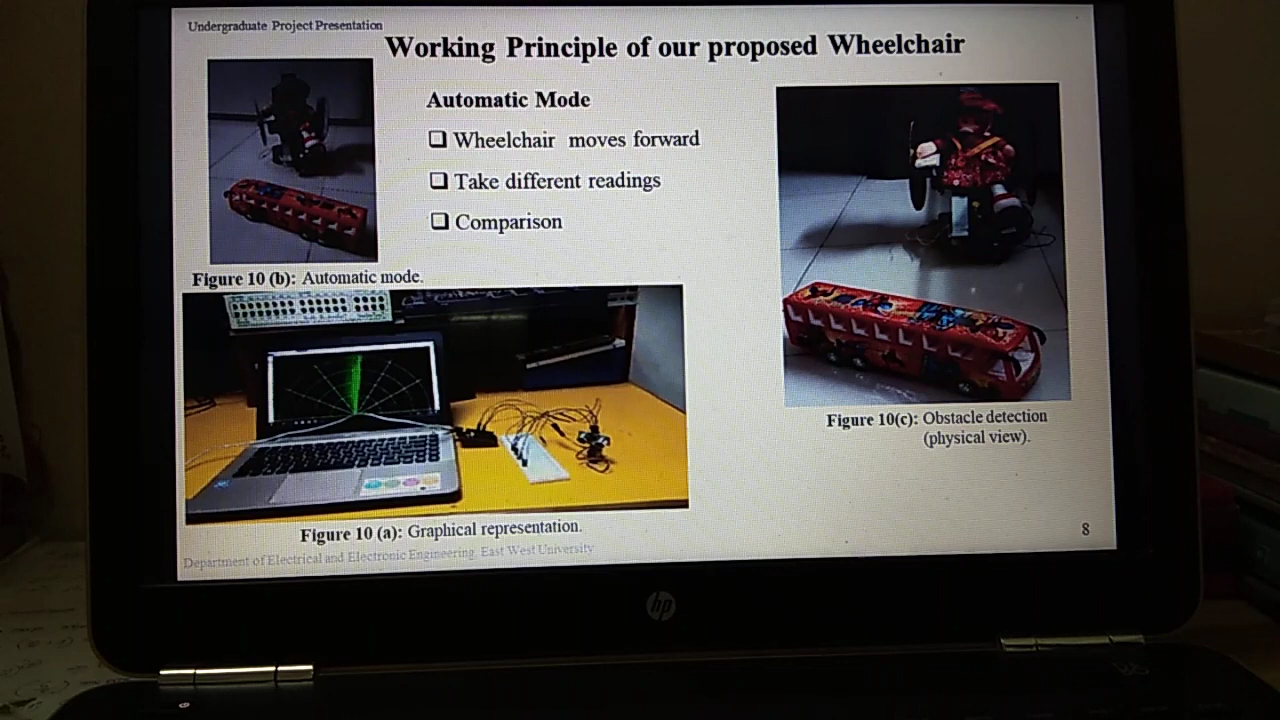 Undergraduate Project Presentation
Working Principle of our proposed Wheelchair
Automatic Mode
Wheelchair moves forward
Take different readings
Comparison
Figure 10 (b): Automatic mode.
Figure 10(c): Obstacle detection
(physical view).
Figure 10 (a): Graphical representation.
Department of Electrical and Electronic Engineering, East West University
8
hp